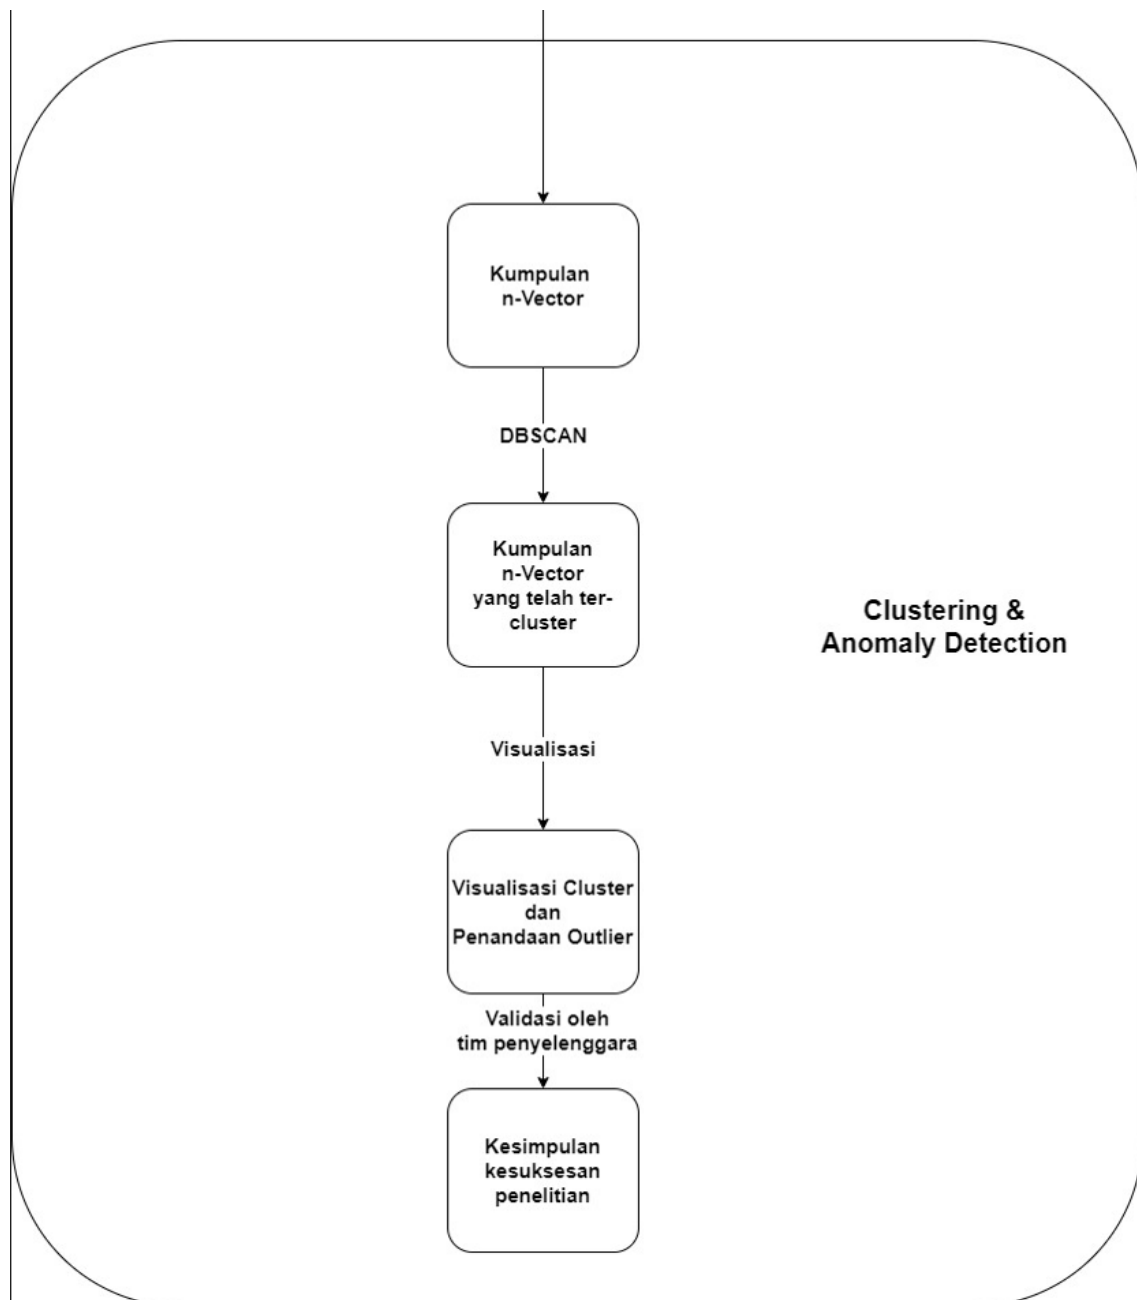 Kumpulan
n-Vector
DBSCAN
Kumpulan
n-Vector
yang telah ter-
cluster
Clustering &
Anomaly Detection
Visualisasi
Visualisasi Cluster
dan
Penandaan Outlier
Validasi oleh
tim penyelenggara
Kesimpulan
kesuksesan
penelitian